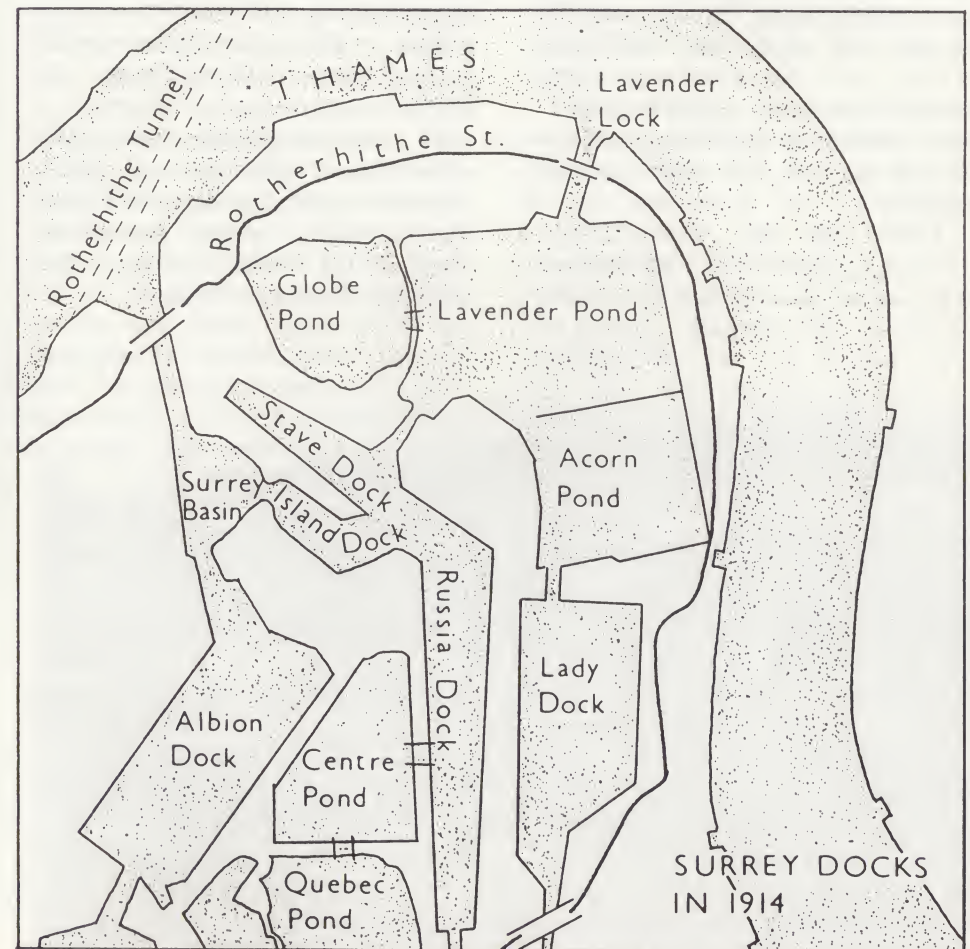 THAMES
Lavender
Lock
Rotherhithe Tunnel
Rotherhithe St.
Globe
Pond
Lavender Pond
Stave Dock
Acorn
Pond
Surrey
Basin
Island Dock
Russia Dock
Lady
Dock
Albion
Dock
Centre
Pond
Quebec
Pond
SURREY DOCKS
IN 1914